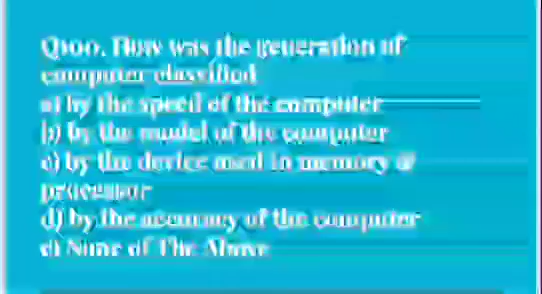 Q100. How was the generation of
computer classified
a) by the speed of the computer
b) by the model of the computer
c) by the device used in memory &
processor
d) by the accuracy of the computer
e) None of The Above